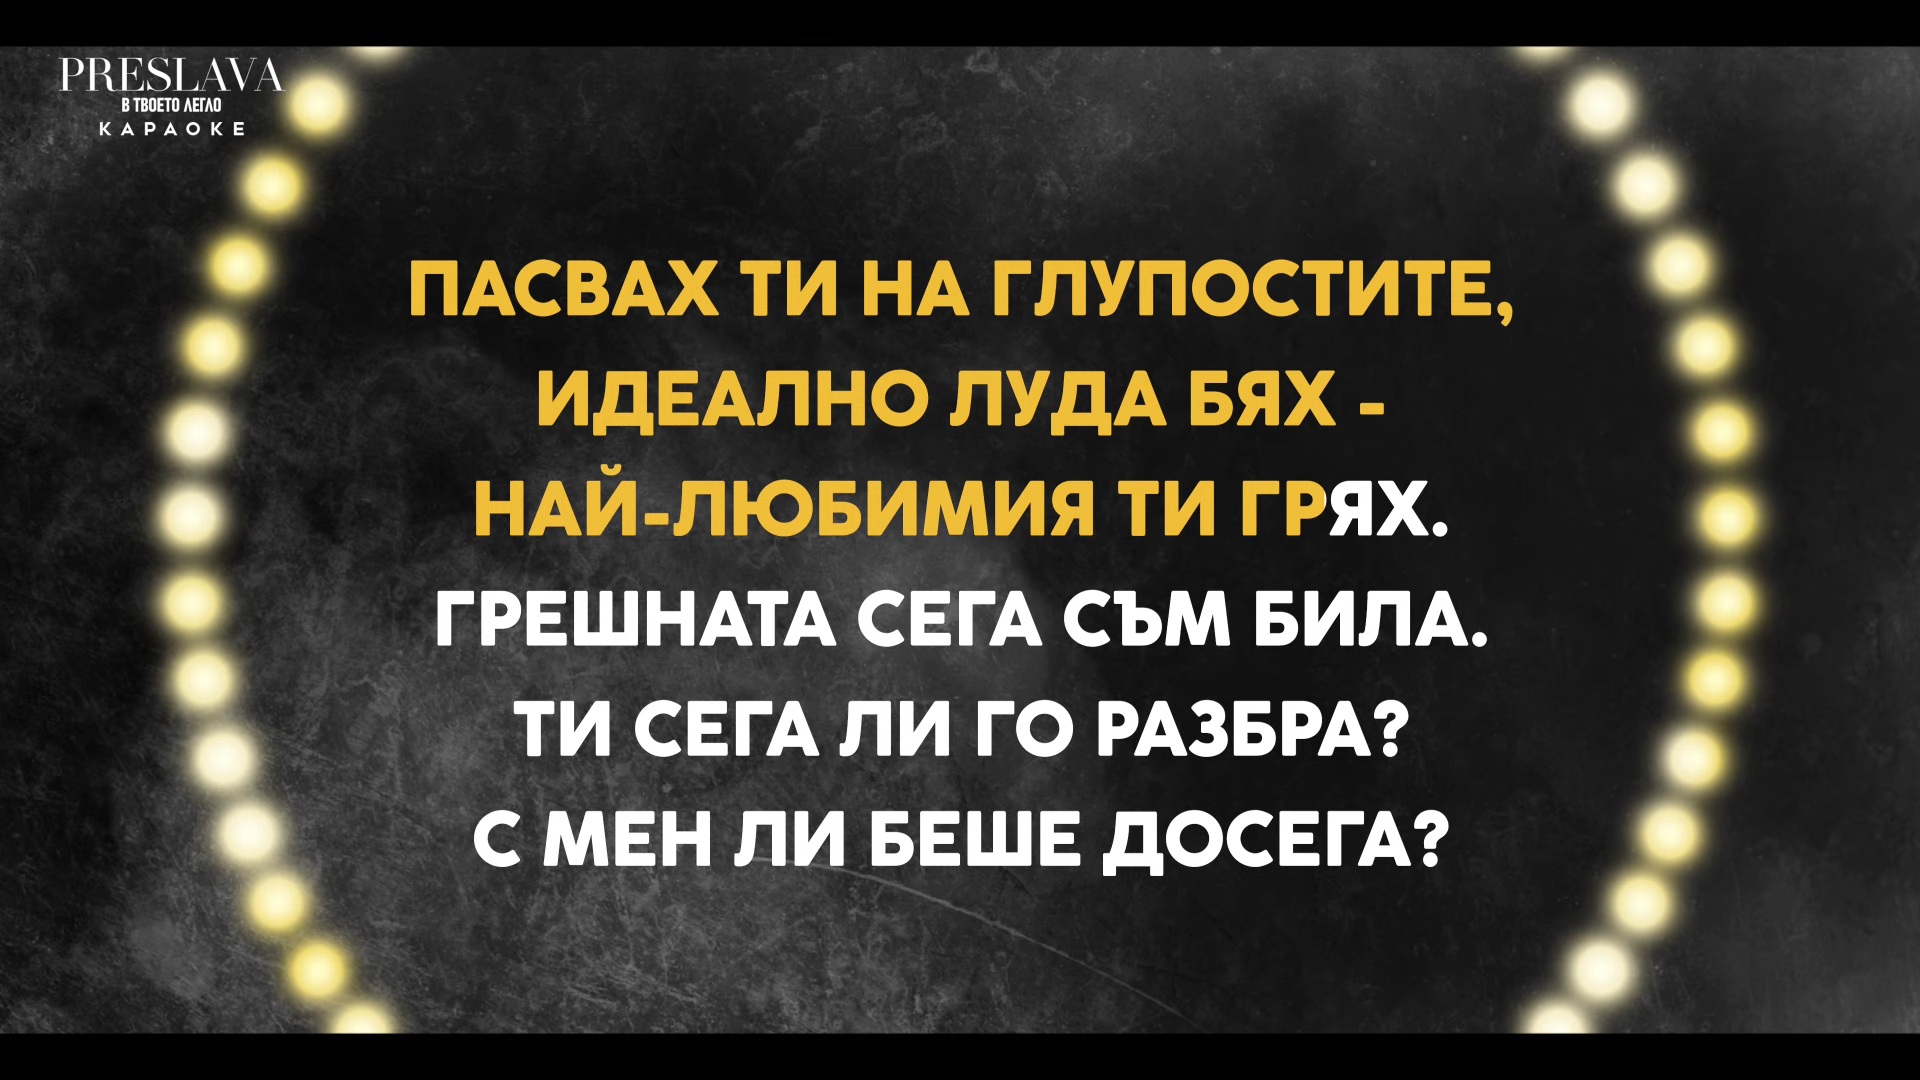 PRESLAVA
В ТВОЕТО ЛЕГЛО
КАРАОКЕ
ПАСВАХ ТИ НА ГЛУПОСТИТЕ,
ИДЕАЛНО ЛУДА БЯХ -
НАЙ-ЛЮБИМИЯ ТИ ГРЯХ.
ГРЕШНАТА СЕГА СЪМ БИЛА.
ТИ СЕГА ЛИ ГО РАЗБРА?
С МЕН ЛИ БЕШЕ ДОСЕГА?